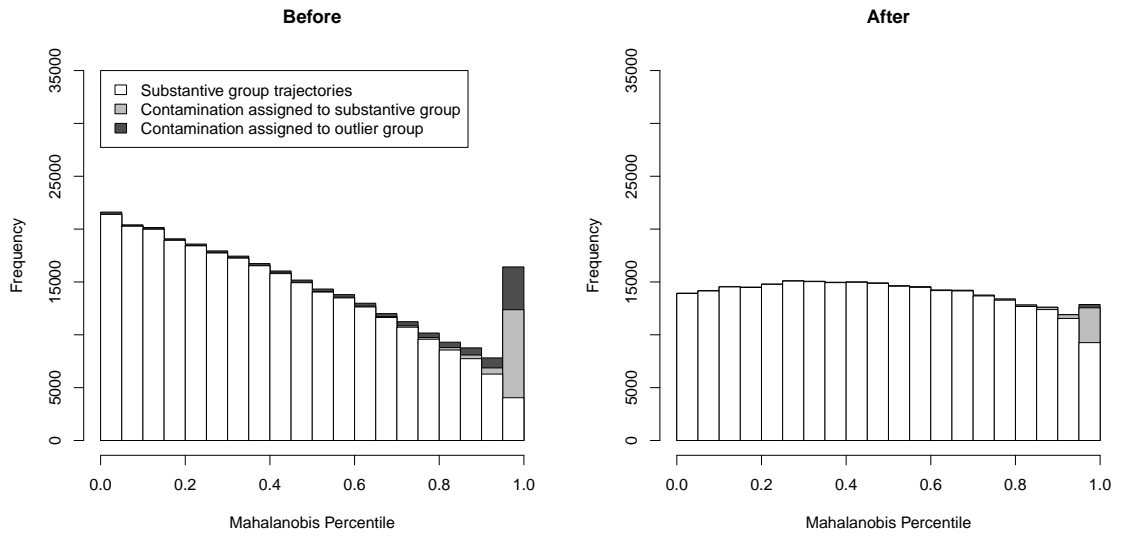 Before
35000
25000
15000
5000
0
Frequency
Substantive group trajectories
Contamination assigned to substantive group
Contamination assigned to outlier group
0.0 0.2 0.4 0.6 0.8 1.0
Mahalanobis Percentile
After
35000
25000
15000
5000
0
Frequency
0.0 0.2 0.4 0.6 0.8 1.0
Mahalanobis Percentile